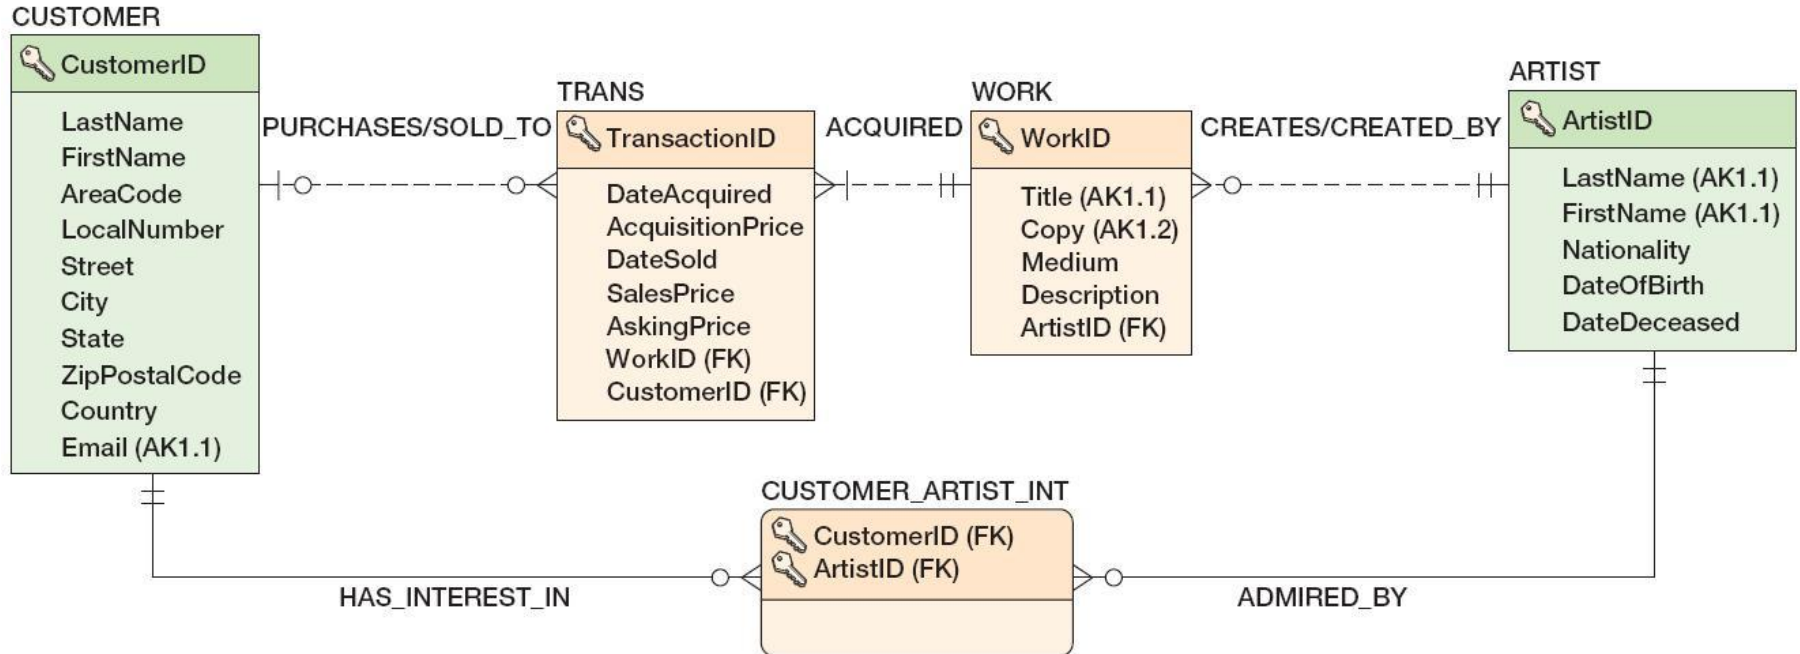 CUSTOMER
CustomerID
LastName
FirstName
AreaCode
LocalNumber
Street
City
State
ZipPostalCode
Country
Email (AK1.1)
PURCHASES/SOLD_TO
TRANS
TransactionID
DateAcquired
AcquisitionPrice
DateSold
SalesPrice
AskingPrice
WorkID (FK)
CustomerID (FK)
ACQUIRED
WORK
WorkID
Title (AK1.1)
Copy (AK1.2)
Medium
Description
ArtistID (FK)
CREATES/CREATED_BY
ARTIST
ArtistID
LastName (AK1.1)
FirstName (AK1.1)
Nationality
DateOfBirth
DateDeceased
CUSTOMER_ARTIST_INT
CustomerID (FK)
ArtistID (FK)
HAS_INTEREST_IN
ADMIRED_BY